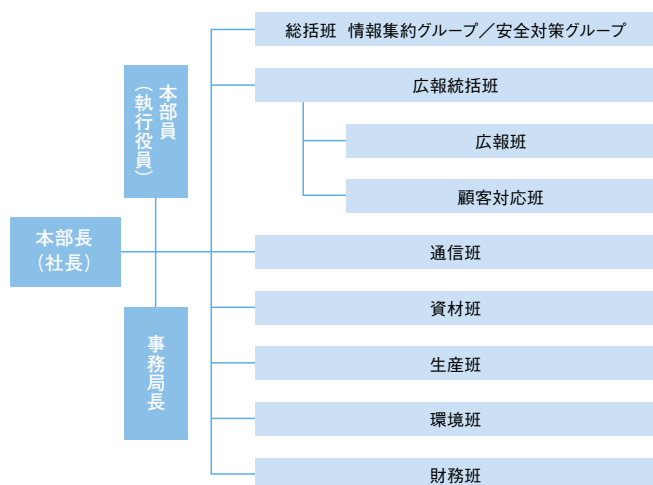 総括班 情報集約グループ／安全対策グループ
本部員
（執行役員）
広報統括班
広報班
顧客対応班
本部長
（社長）
通信班
資材班
事務局長
生産班
環境班
財務班